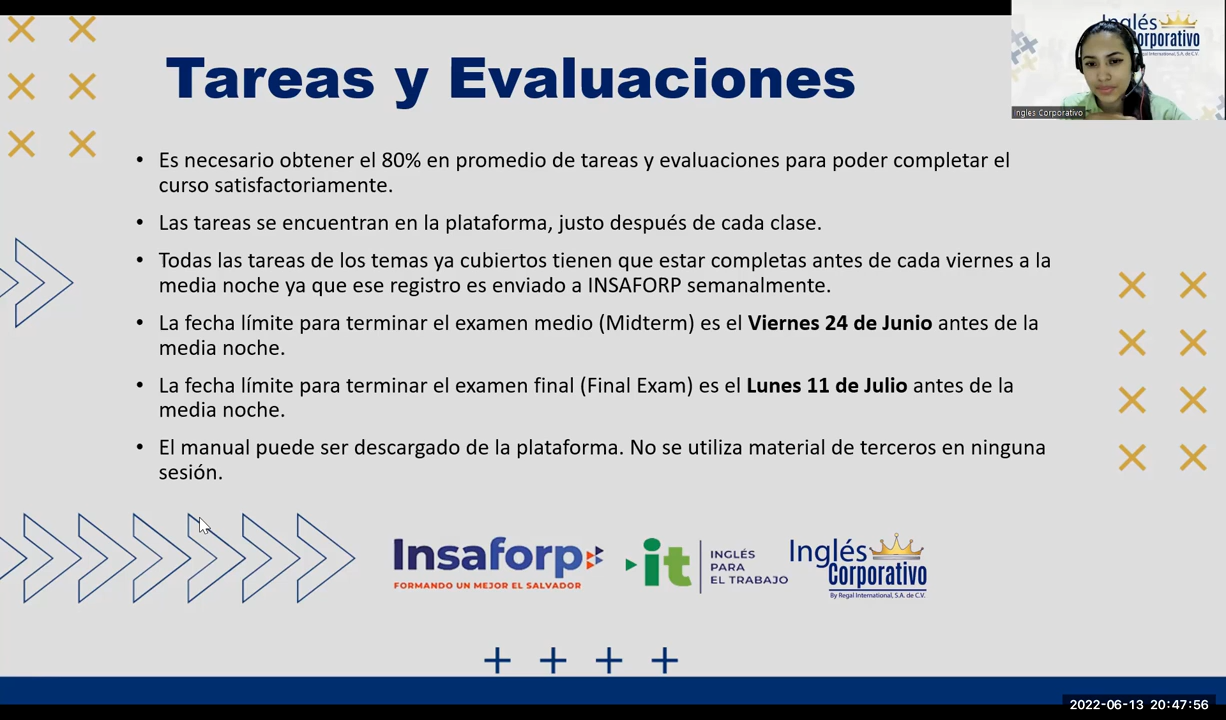 Tareas y Evaluaciones
Inglés
Corporativo
Regal International, S.A. de C.V.
Ingles Corporativo
• Es necesario obtener el 80% en promedio de tareas y evaluaciones para poder completar el
curso satisfactoriamente.
• Las tareas se encuentran en la plataforma, justo después de cada clase.
• Todas las tareas de los temas ya cubiertos tienen que estar completas antes de cada viernes a la
media noche ya que ese registro es enviado a INSAFORP semanalmente.
• La fecha límite para terminar el examen medio (Midterm) es el Viernes 24 de Junio antes de la
media noche.
• La fecha límite para terminar el examen final (Final Exam) es el Lunes 11 de Julio antes de la
media noche.
• El manual puede ser descargado de la plataforma. No se utiliza material de terceros en ninguna
sesión.
Insaforp
FORMANDO UN MEJOR EL SALVADOR
it
INGLÉS
PARA
EL TRABAJO
Inglés
Corporativo
By Regal International, S.A. de C.V.
2022-06-13 20:47:56